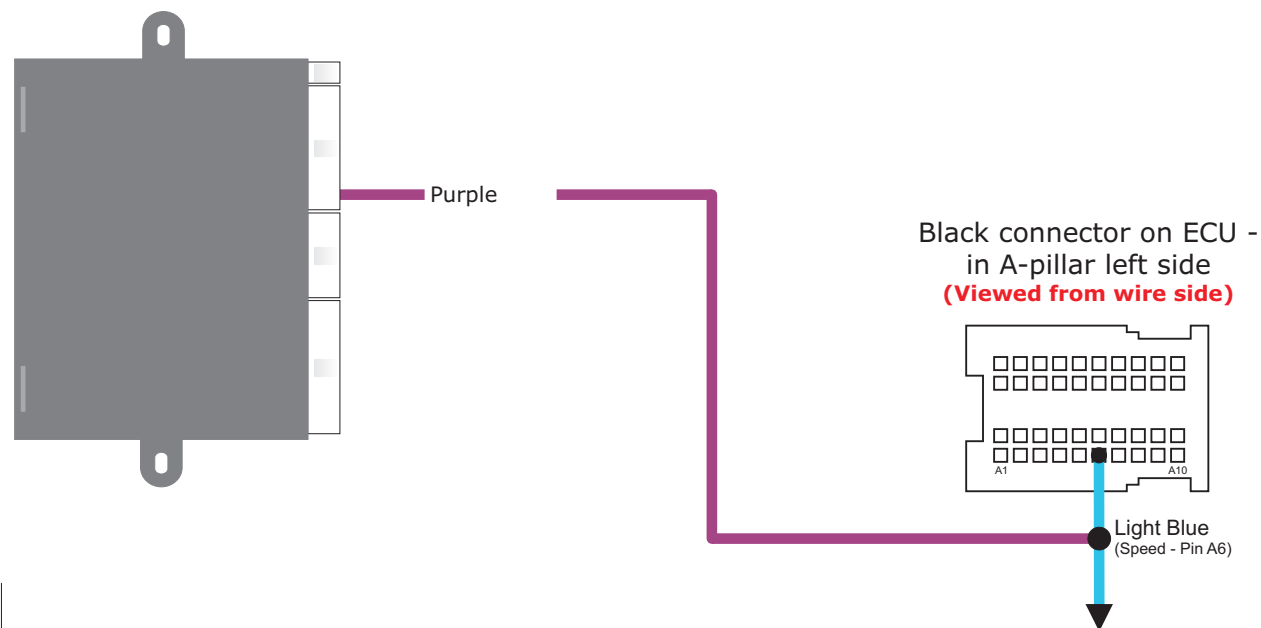 Purple
Black connector on ECU -
in A-pillar left side
(Viewed from wire side)
A1
A10
Light Blue
(Speed - Pin A6)